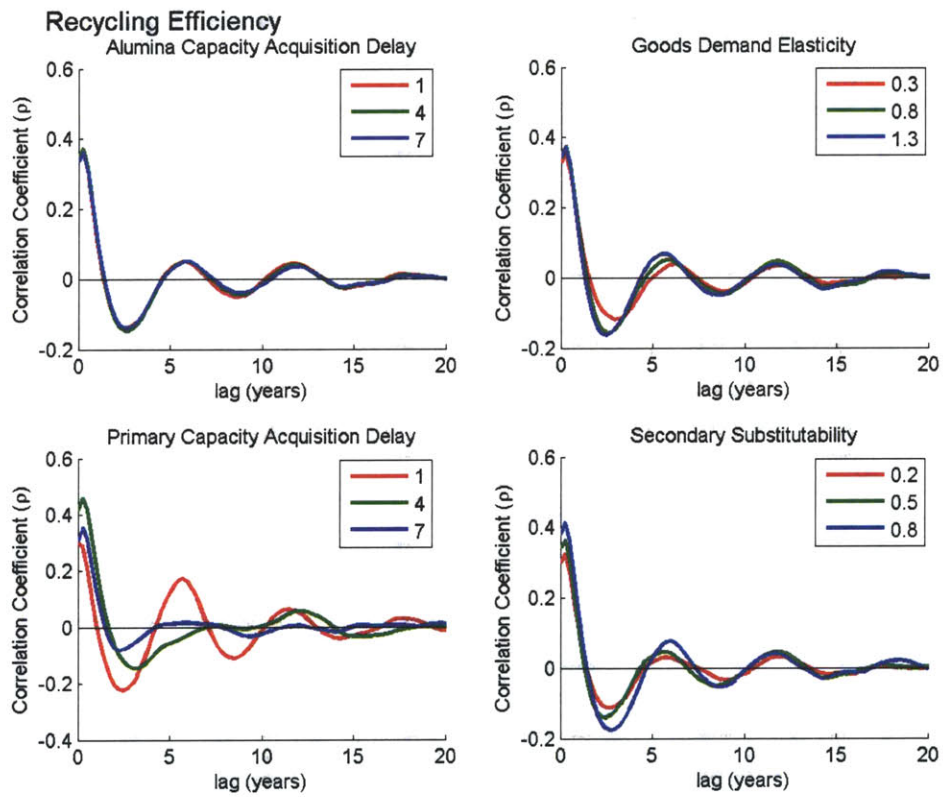 Recycling Efficiency
Alumina Capacity Acquisition Delay
0.6
0.4
0.2
0
-0.2
Correlation Coefficient (ρ)
1
4
7
0 5 10 15 20
lag (years)
Goods Demand Elasticity
0.6
0.4
0.2
0
-0.2
Correlation Coefficient (ρ)
0.3
0.8
1.3
0 5 10 15 20
lag (years)
Primary Capacity Acquisition Delay
0.6
0.4
0.2
0
-0.2
-0.4
Correlation Coefficient (ρ)
1
4
7
0 5 10 15 20
lag (years)
Secondary Substitutability
0.6
0.4
0.2
0
-0.2
Correlation Coefficient (ρ)
0.2
0.5
0.8
0 5 10 15 20
lag (years)